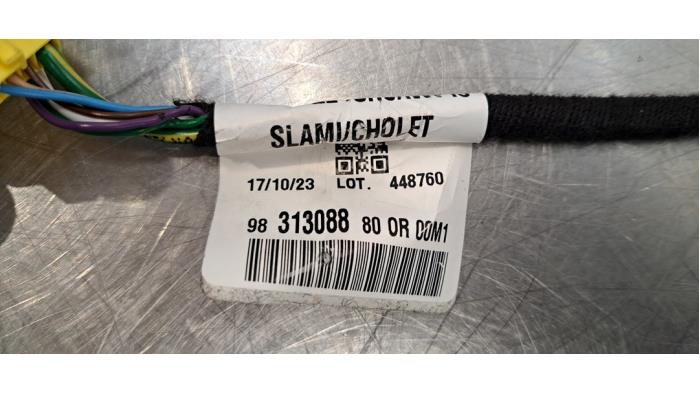 SLAMI/CHOLET
17/10/23 LOT. 448760
98 313088 80 OR D0M1